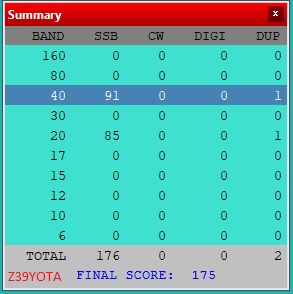 Summary x
BAND SSB CW DIGI DUP
160 0 0 0 0
80 0 0 0 0
40 91 0 0 1
30 0 0 0 0
20 85 0 0 1
17 0 0 0 0
15 0 0 0 0
12 0 0 0 0
10 0 0 0 0
6 0 0 0 0
TOTAL 176 0 0 2
Z39YOTA FINAL SCORE: 175